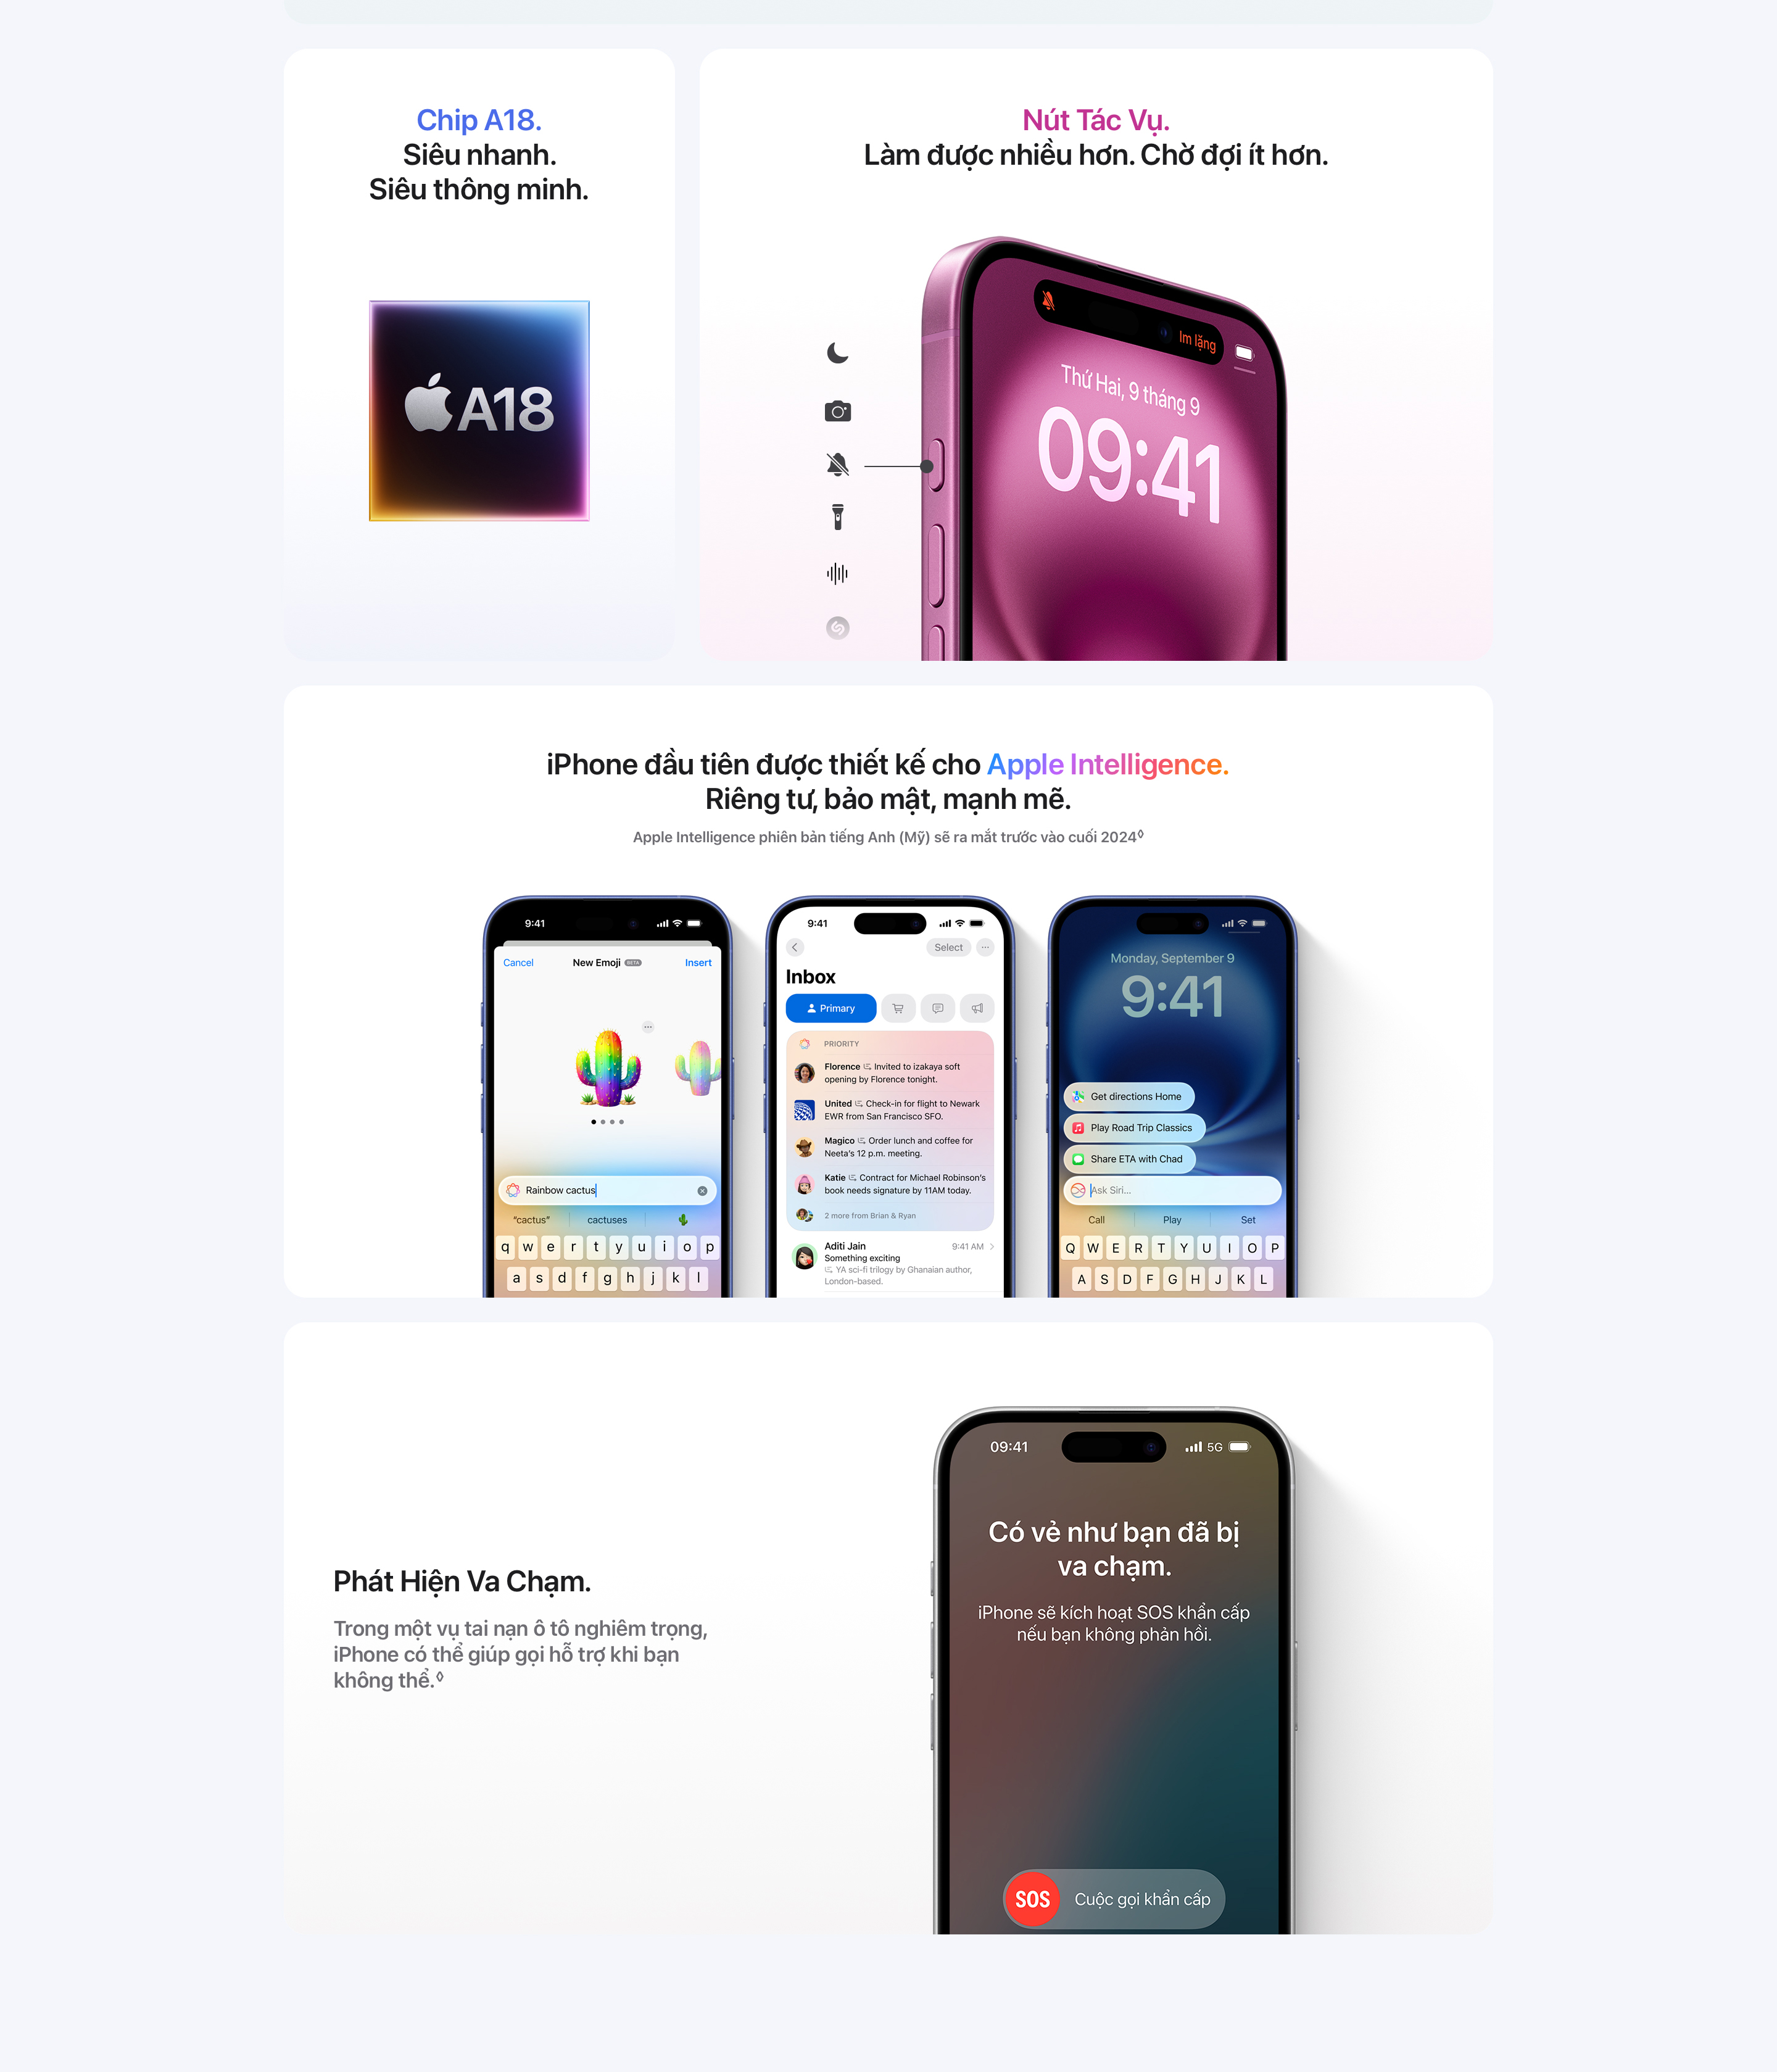 Chip A18.
Siêu nhanh.
Siêu thông minh.
A18
Nút Tác Vụ.
Làm được nhiều hơn. Chờ đợi ít hơn.
Im lặng
Thứ Hai, 9 tháng 9
09:41
iPhone đầu tiên được thiết kế cho Apple Intelligence.
Riêng tư, bảo mật, mạnh mẽ.
Apple Intelligence phiên bản tiếng Anh (Mỹ) sẽ ra mắt trước vào cuối 2024◊
9:41
Cancel New Emoji BETA Insert
Rainbow cactus
“cactus” cactuses
q w e r t y u i o p
a s d f g h j k l
9:41
Select
Inbox
Primary
PRIORITY
Florence Invited to izakaya soft
opening by Florence tonight.
United Check-in for flight to Newark
EWR from San Francisco SFO.
Magico Order lunch and coffee for
Neeta's 12 p.m. meeting.
Katie Contract for Michael Robinson's
book needs signature by 11AM today.
2 more from Brian & Ryan
Aditi Jain 9:41 AM
Something exciting
YA sci-fi trilogy by Ghanaian author,
London-based.
Monday, September 9
9:41
Get directions Home
Play Road Trip Classics
Share ETA with Chad
Ask Siri...
Call Play Set
Q W E R T Y U I O P
A S D F G H J K L
Phát Hiện Va Chạm.
Trong một vụ tai nạn ô tô nghiêm trọng,
iPhone có thể giúp gọi hỗ trợ khi bạn
không thể.◊
09:41 5G
Có vẻ như bạn đã bị
va chạm.
iPhone sẽ kích hoạt SOS khẩn cấp
nếu bạn không phản hồi.
SOS Cuộc gọi khẩn cấp